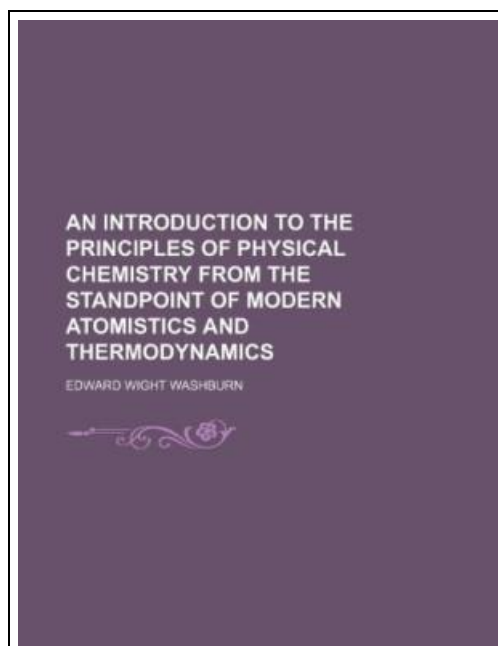 AN INTRODUCTION TO THE
PRINCIPLES OF PHYSICAL
CHEMISTRY FROM THE
STANDPOINT OF MODERN
ATOMISTICS AND
THERMODYNAMICS
EDWARD WIGHT WASHBURN